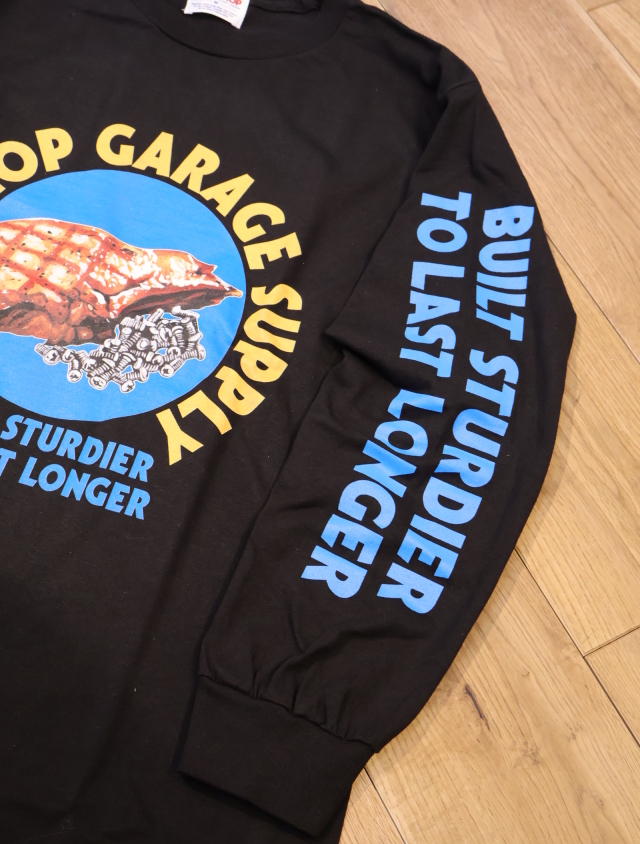 OP GARAGE SUPPLY
STURDIER
T LONGER
BUILT STURDIER
TO LAST LONGER